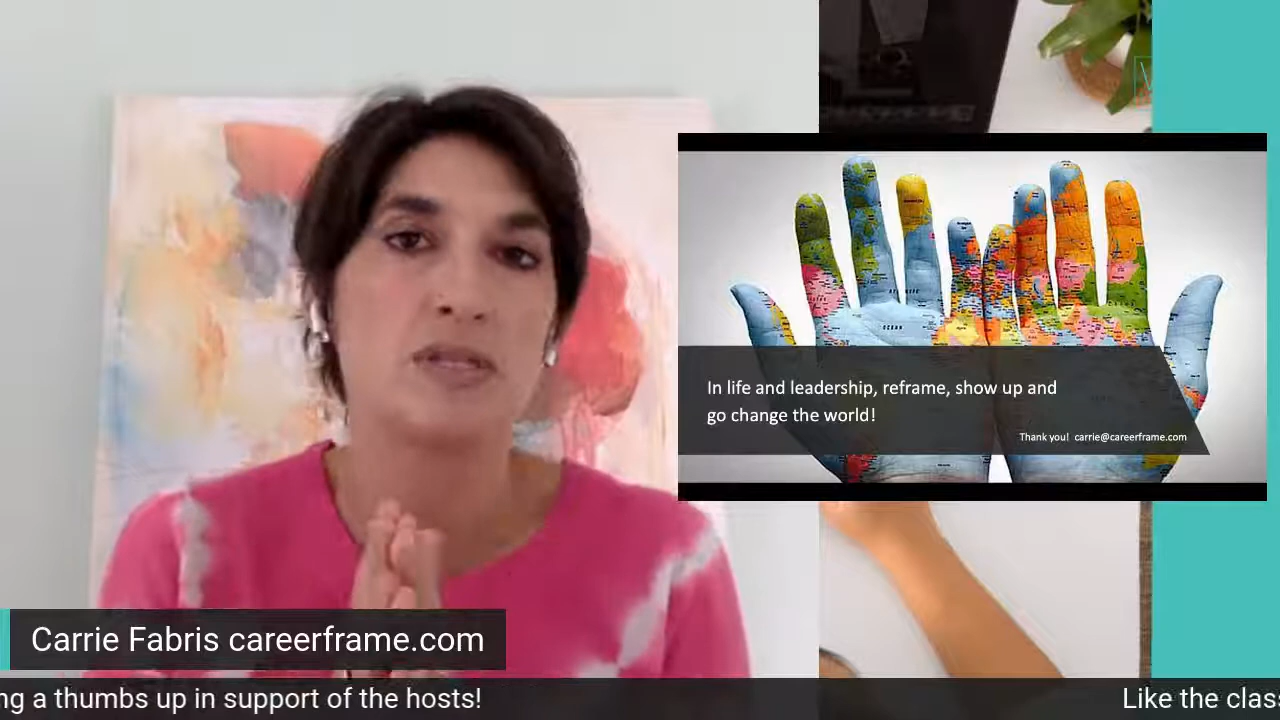 In life and leadership, reframe, show up and
go change the world!
Thank you! carrie@careerframe.com
Carrie Fabris careerframe.com
ng a thumbs up in support of the hosts!
Like the clas